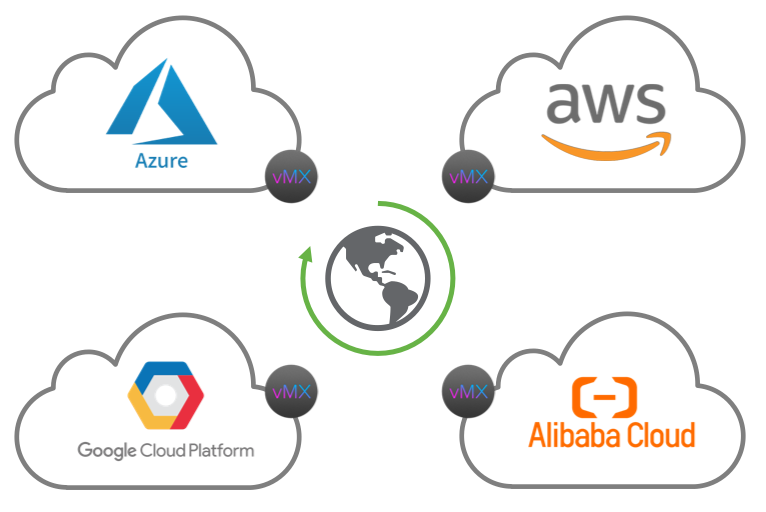 Azure
aws
vMX
vMX
vMX
vMX
Google Cloud Platform
Alibaba Cloud